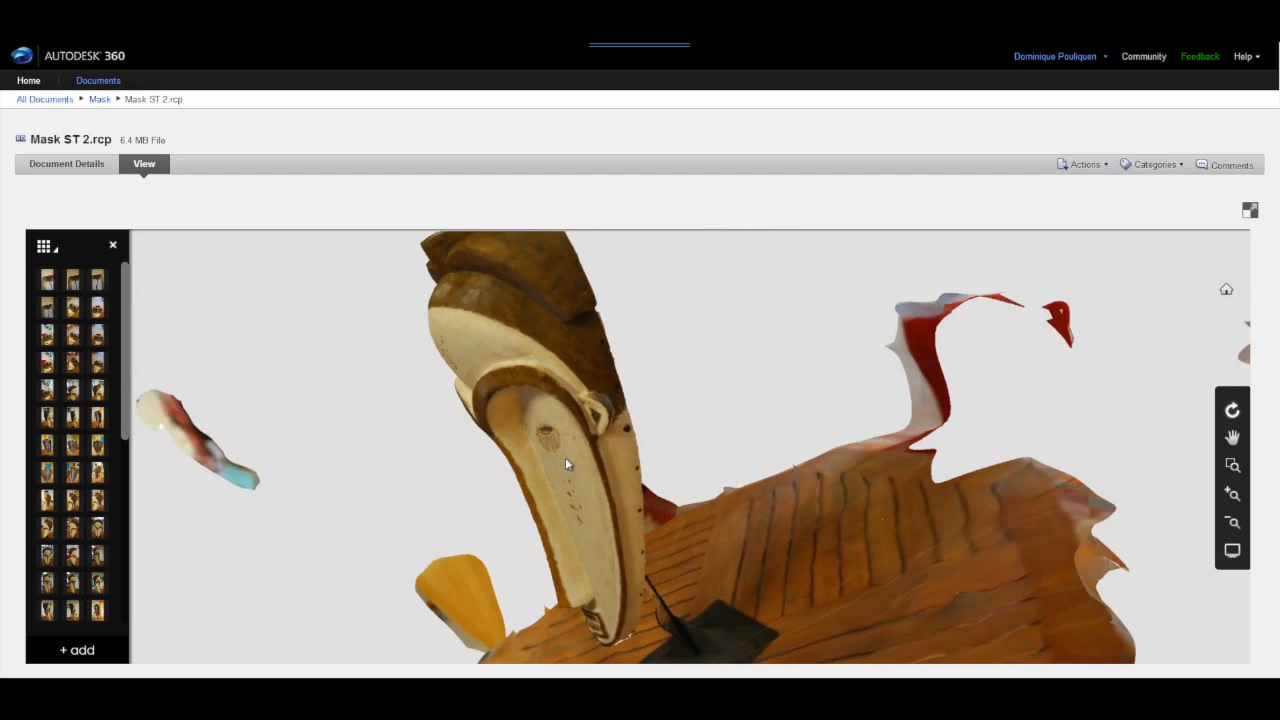 AUTODESK® 360
Dominique Pouliquen Community Feedback Help
Home Documents
All Documents Mask Mask ST 2.rcp
Mask ST 2.rcp 6.4 MB File
Document Details View Actions Categories Comments
+ add